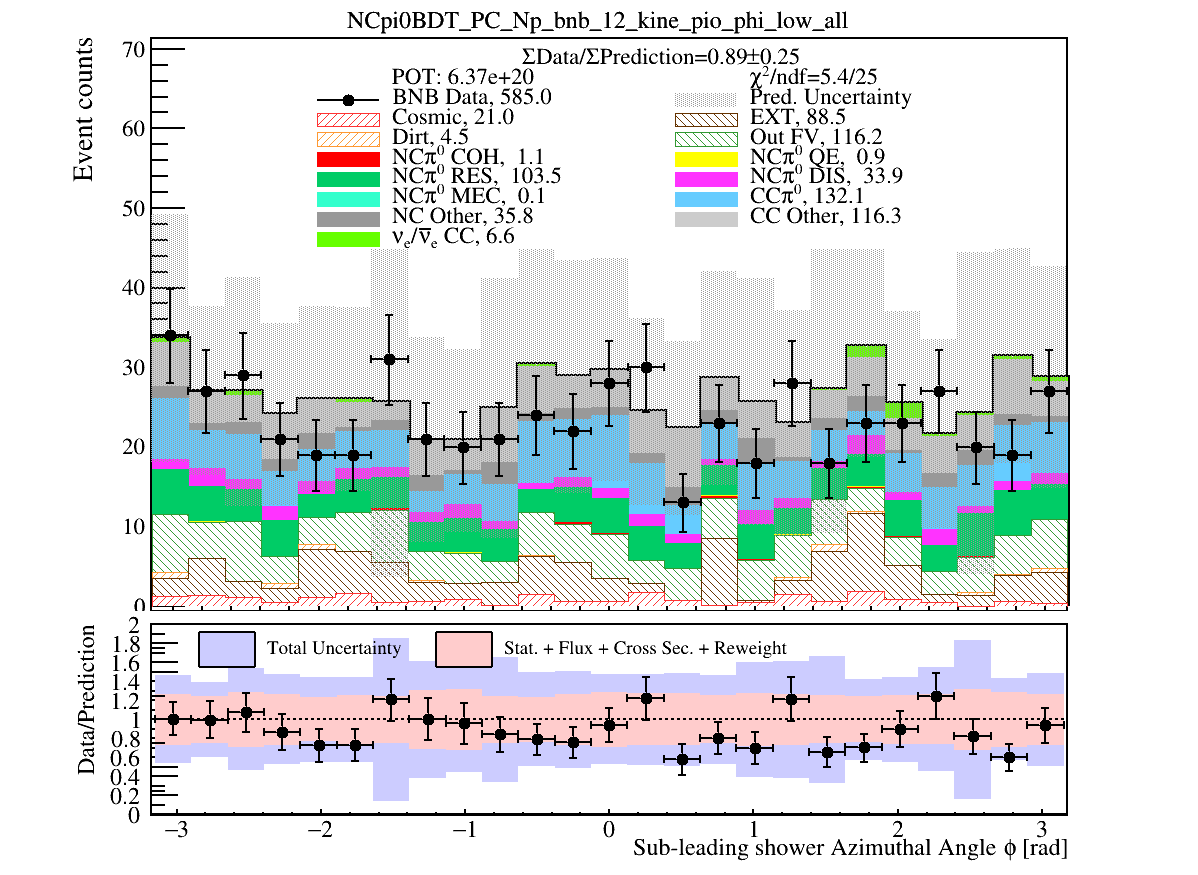 NCpi0BDT_PC_Np_bnb_12_kine_pio_phi_low_all
ΣData/ΣPrediction=0.89±0.25
POT: 6.37e+20
χ²/ndf=5.4/25
BNB Data, 585.0
Pred. Uncertainty
Cosmic, 21.0
EXT, 88.5
Dirt, 4.5
Out FV, 116.2
NCπ⁰ COH, 1.1
NCπ⁰ QE, 0.9
NCπ⁰ RES, 103.5
NCπ⁰ DIS, 33.9
NCπ⁰ MEC, 0.1
CCπ⁰, 132.1
NC Other, 35.8
CC Other, 116.3
νₑ/ν̅ₑ CC, 6.6
Event counts
70
60
50
40
30
20
10
0
Total Uncertainty
Stat. + Flux + Cross Sec. + Reweight
Data/Prediction
2
1.8
1.6
1.4
1.2
1
0.8
0.6
0.4
0.2
0
−3 −2 −1 0 1 2 3
Sub-leading shower Azimuthal Angle ϕ [rad]